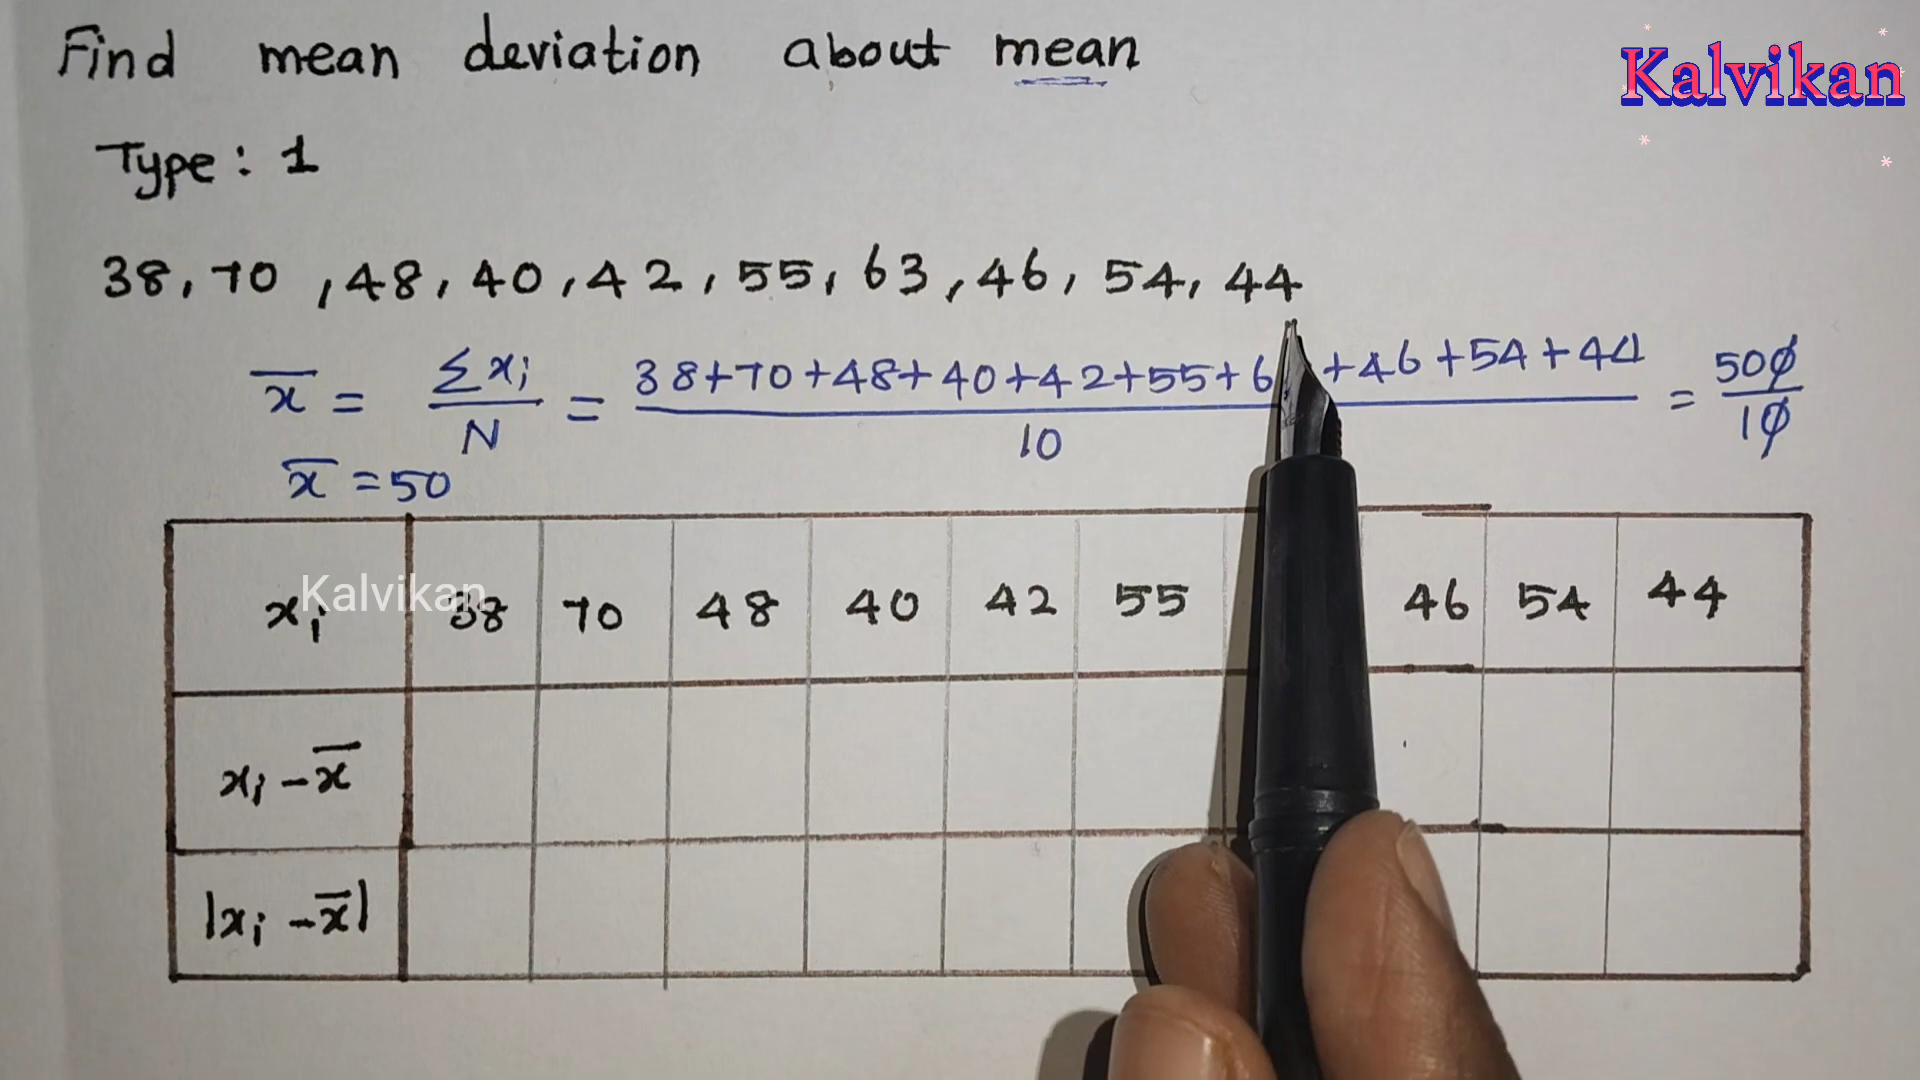 Find mean deviation about mean
Kalvikan
Type: 1
38, 70, 48, 40, 42, 55, 63, 46, 54, 44
x̄ = Σxi/N = 38+70+48+40+42+55+6 +46+54+44/10 = 500/10
x̄ = 50
xi 38 70 48 40 42 55 46 54 44
Kalvikan
xi - x̄
|xi - x̄|